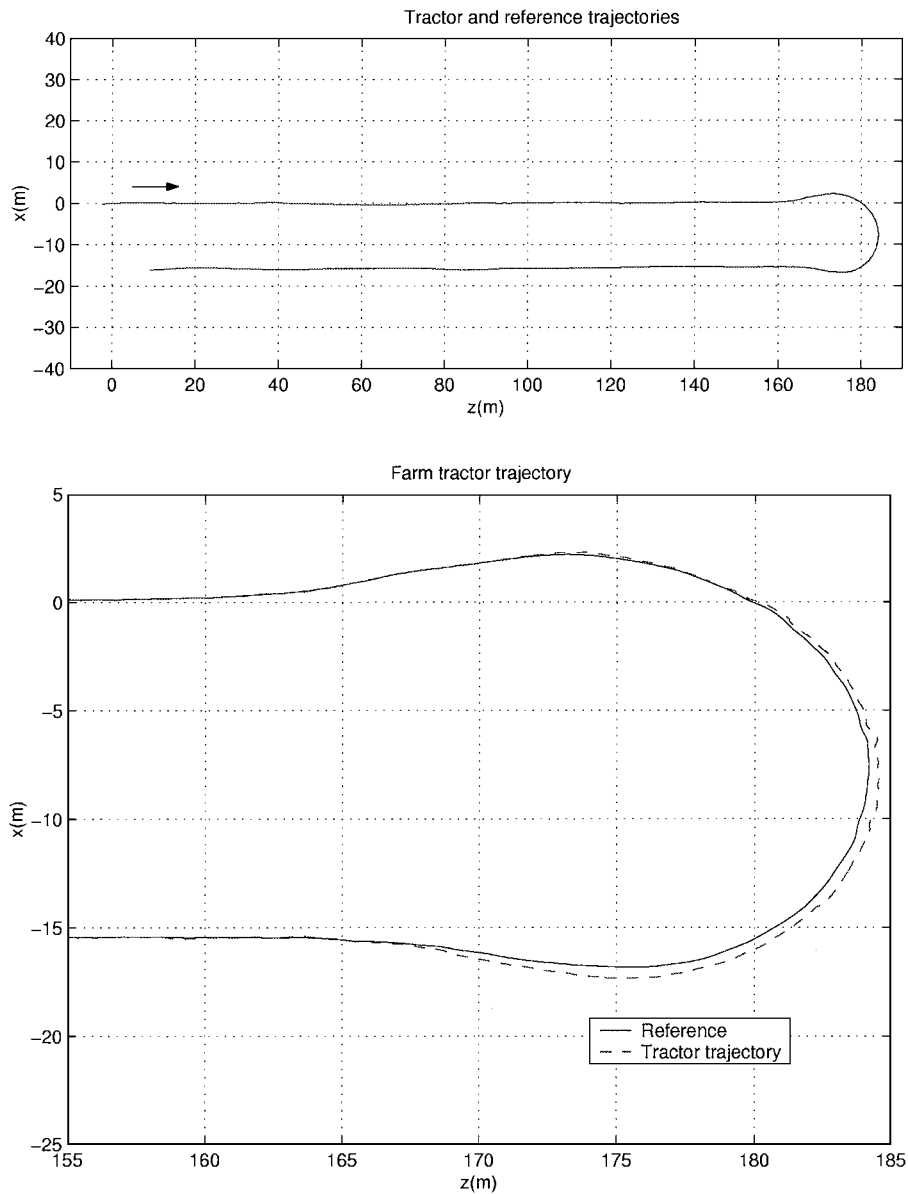 Tractor and reference trajectories
40
30
20
10
0
−10
−20
−30
−40
x(m)
0 20 40 60 80 100 120 140 160 180
z(m)
Farm tractor trajectory
5
0
−5
−10
−15
−20
−25
x(m)
Reference
Tractor trajectory
155 160 165 170 175 180 185
z(m)